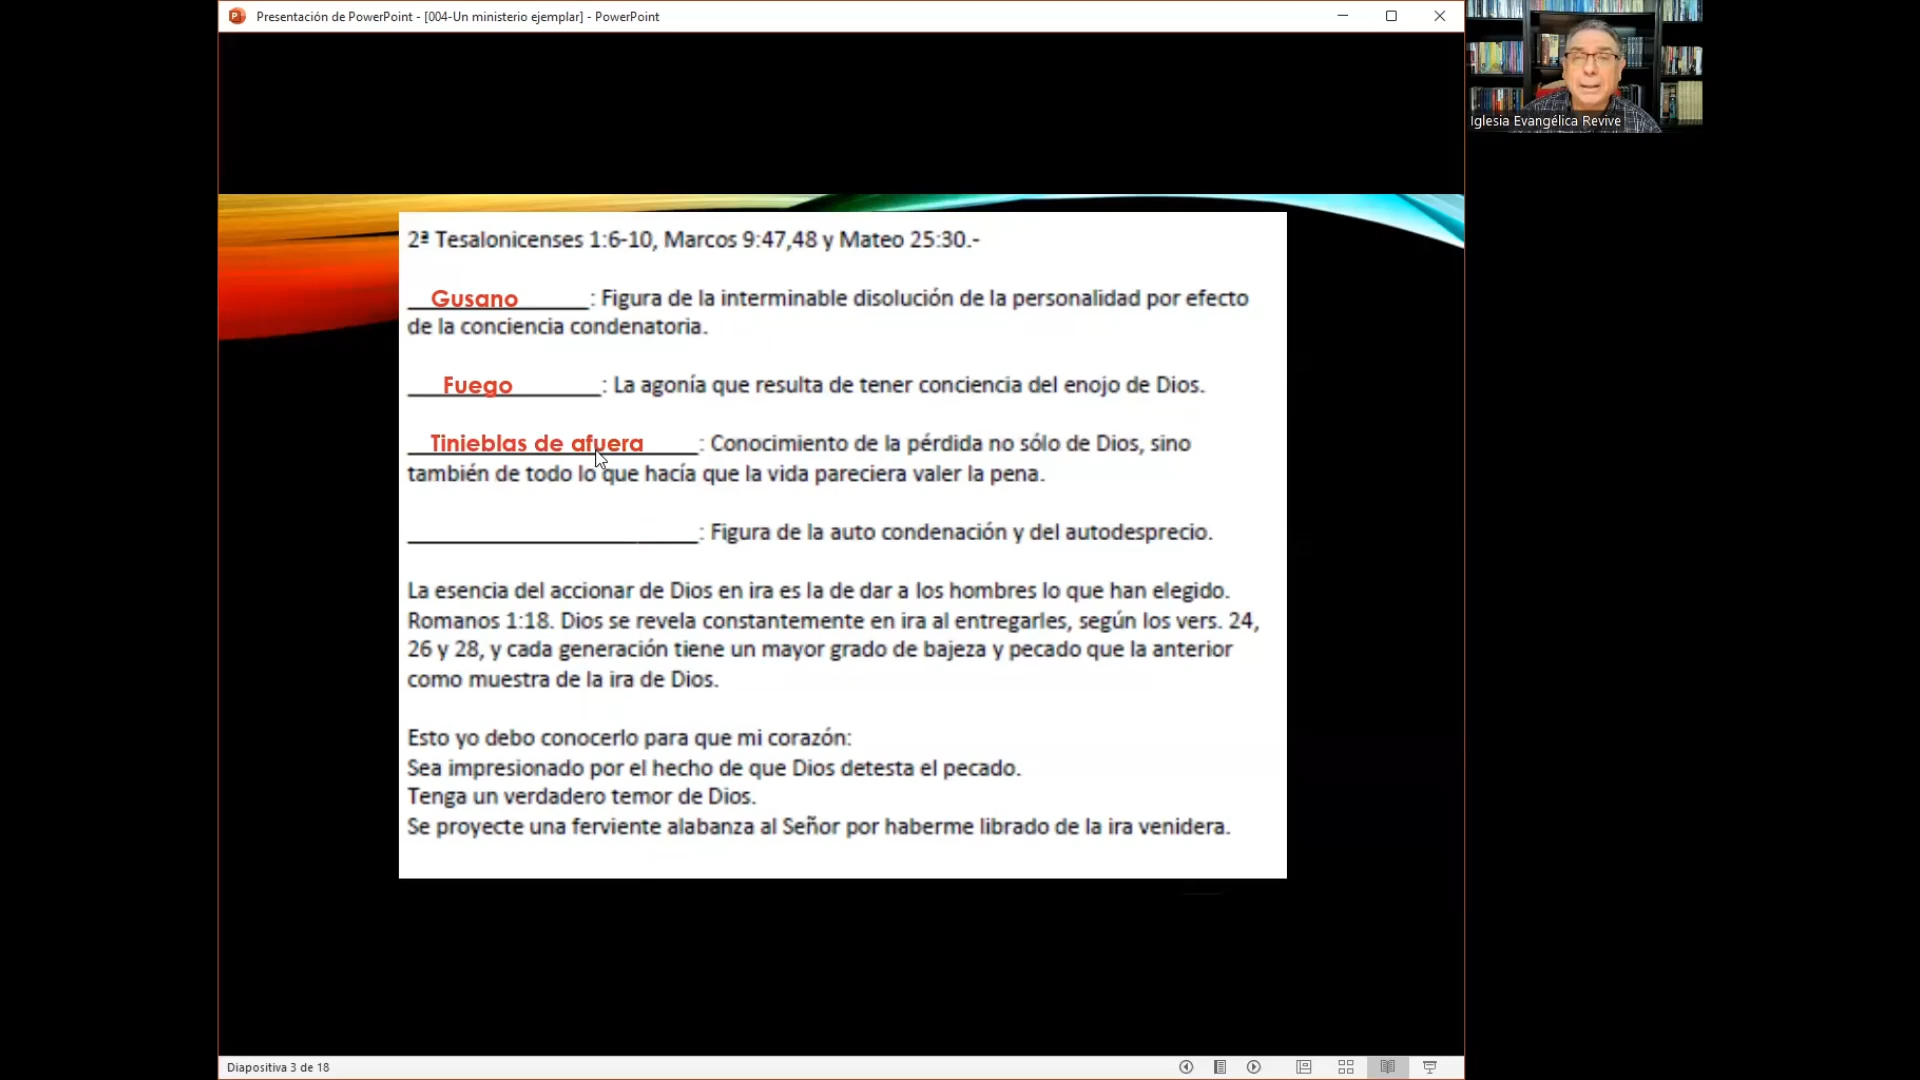 Presentación de PowerPoint - [004-Un ministerio ejemplar] - PowerPoint
Iglesia Evangélica Revive
2ª Tesalonicenses 1:6-10, Marcos 9:47,48 y Mateo 25:30.-
__Gusano______: Figura de la interminable disolución de la personalidad por efecto
de la conciencia condenatoria.
___Fuego_______: La agonía que resulta de tener conciencia del enojo de Dios.
__Tinieblas de afuera____: Conocimiento de la pérdida no sólo de Dios, sino
también de todo lo que hacía que la vida pareciera valer la pena.
________________________: Figura de la auto condenación y del autodesprecio.
La esencia del accionar de Dios en ira es la de dar a los hombres lo que han elegido.
Romanos 1:18. Dios se revela constantemente en ira al entregarles, según los vers. 24,
26 y 28, y cada generación tiene un mayor grado de bajeza y pecado que la anterior
como muestra de la ira de Dios.
Esto yo debo conocerlo para que mi corazón:
Sea impresionado por el hecho de que Dios detesta el pecado.
Tenga un verdadero temor de Dios.
Se proyecte una ferviente alabanza al Señor por haberme librado de la ira venidera.
Diapositiva 3 de 18